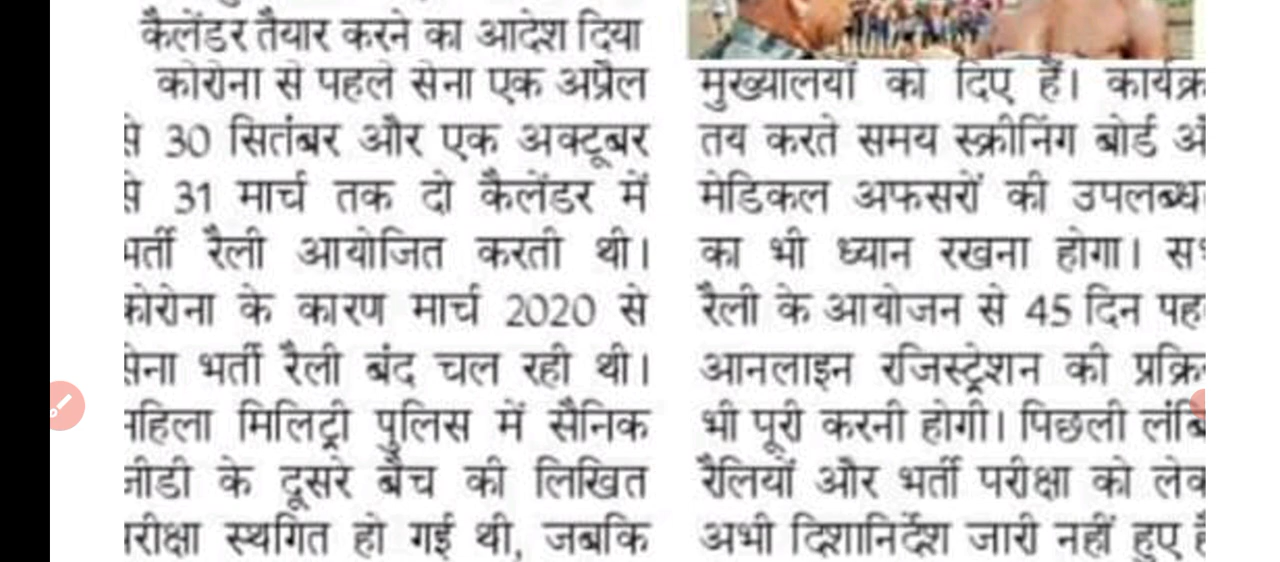 कैलेंडर तैयार करने का आदेश दिया
कोरोना से पहले सेना एक अप्रैल
से 30 सितंबर और एक अक्टूबर
से 31 मार्च तक दो कैलेंडर में
भर्ती रैली आयोजित करती थी।
कोरोना के कारण मार्च 2020 से
सेना भर्ती रैली बंद चल रही थी।
महिला मिलिट्री पुलिस में सैनिक
जीडी के दूसरे बैच की लिखित
परीक्षा स्थगित हो गई थी, जबकि
मुख्यालयों को दिए हैं। कार्यक्र
तय करते समय स्क्रीनिंग बोर्ड
मेडिकल अफसरों की उपलब्ध
का भी ध्यान रखना होगा।
रैली के आयोजन से 45 दिन पह
आनलाइन रजिस्ट्रेशन की प्रक्रि
भी पूरी करनी होगी। पिछली लंबि
रैलियों और भर्ती परीक्षा को लेक
अभी दिशानिर्देश जारी नहीं हुए